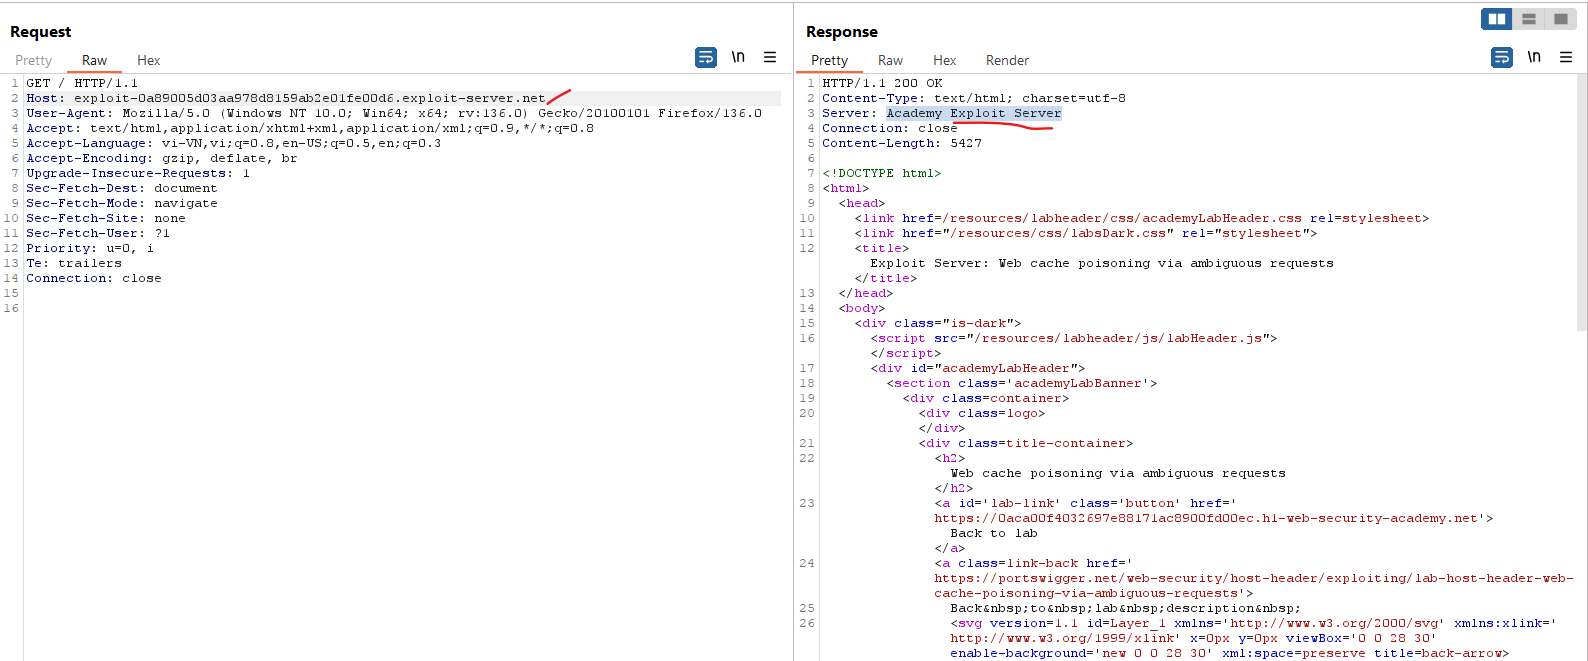 Request
Pretty Raw Hex
\n
1 GET / HTTP/1.1
2 Host: exploit-0a89005d03aa978d8159ab2e01fe00d6.exploit-server.net
3 User-Agent: Mozilla/5.0 (Windows NT 10.0; Win64; x64; rv:136.0) Gecko/20100101 Firefox/136.0
4 Accept: text/html,application/xhtml+xml,application/xml;q=0.9,*/*;q=0.8
5 Accept-Language: vi-VN,vi;q=0.8,en-US;q=0.5,en;q=0.3
6 Accept-Encoding: gzip, deflate, br
7 Upgrade-Insecure-Requests: 1
8 Sec-Fetch-Dest: document
9 Sec-Fetch-Mode: navigate
10 Sec-Fetch-Site: none
11 Sec-Fetch-User: ?1
12 Priority: u=0, i
13 Te: trailers
14 Connection: close
15
16
Response
Pretty Raw Hex Render
\n
1 HTTP/1.1 200 OK
2 Content-Type: text/html; charset=utf-8
3 Server: Academy Exploit Server
4 Connection: close
5 Content-Length: 5427
6
7 <!DOCTYPE html>
8 <html>
9 <head>
10 <link href=/resources/labheader/css/academyLabHeader.css rel=stylesheet>
11 <link href="/resources/css/labsDark.css" rel="stylesheet">
12 <title>
Exploit Server: Web cache poisoning via ambiguous requests
</title>
13 </head>
14 <body>
15 <div class="is-dark">
16 <script src="/resources/labheader/js/labHeader.js">
</script>
17 <div id="academyLabHeader">
18 <section class='academyLabBanner'>
19 <div class=container>
20 <div class=logo>
</div>
21 <div class=title-container>
22 <h2>
Web cache poisoning via ambiguous requests
</h2>
23 <a id='lab-link' class='button' href='
https://0aca00f4032697e88171ac8900fd00ec.h1-web-security-academy.net'>
Back to lab
</a>
24 <a class=link-back href='
https://portswigger.net/web-security/host-header/exploiting/lab-host-header-web-
cache-poisoning-via-ambiguous-requests'>
25 Back&nbsp;to&nbsp;lab&nbsp;description&nbsp;
26 <svg version=1.1 id=Layer_1 xmlns='http://www.w3.org/2000/svg' xmlns:xlink='
http://www.w3.org/1999/xlink' x=0px y=0px viewBox='0 0 28 30'
enable-background='new 0 0 28 30' xml:space=preserve title=back-arrow>